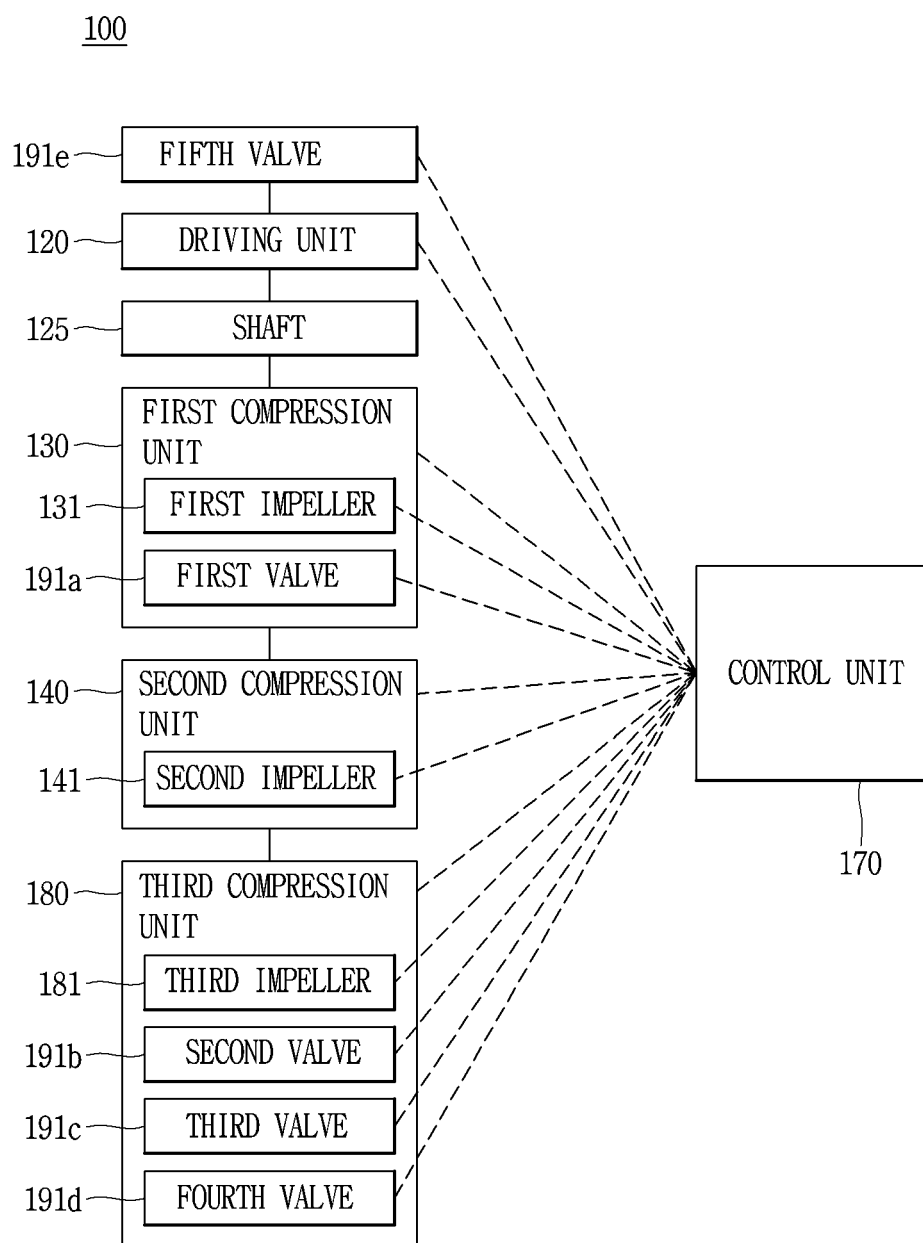 100
191e FIFTH VALVE
120 DRIVING UNIT
125 SHAFT
FIRST COMPRESSION
130 UNIT
131 FIRST IMPELLER
191a FIRST VALVE
140 SECOND COMPRESSION
UNIT
141 SECOND IMPELLER
180 THIRD COMPRESSION
UNIT
181 THIRD IMPELLER
191b SECOND VALVE
191c THIRD VALVE
191d FOURTH VALVE
CONTROL UNIT
170